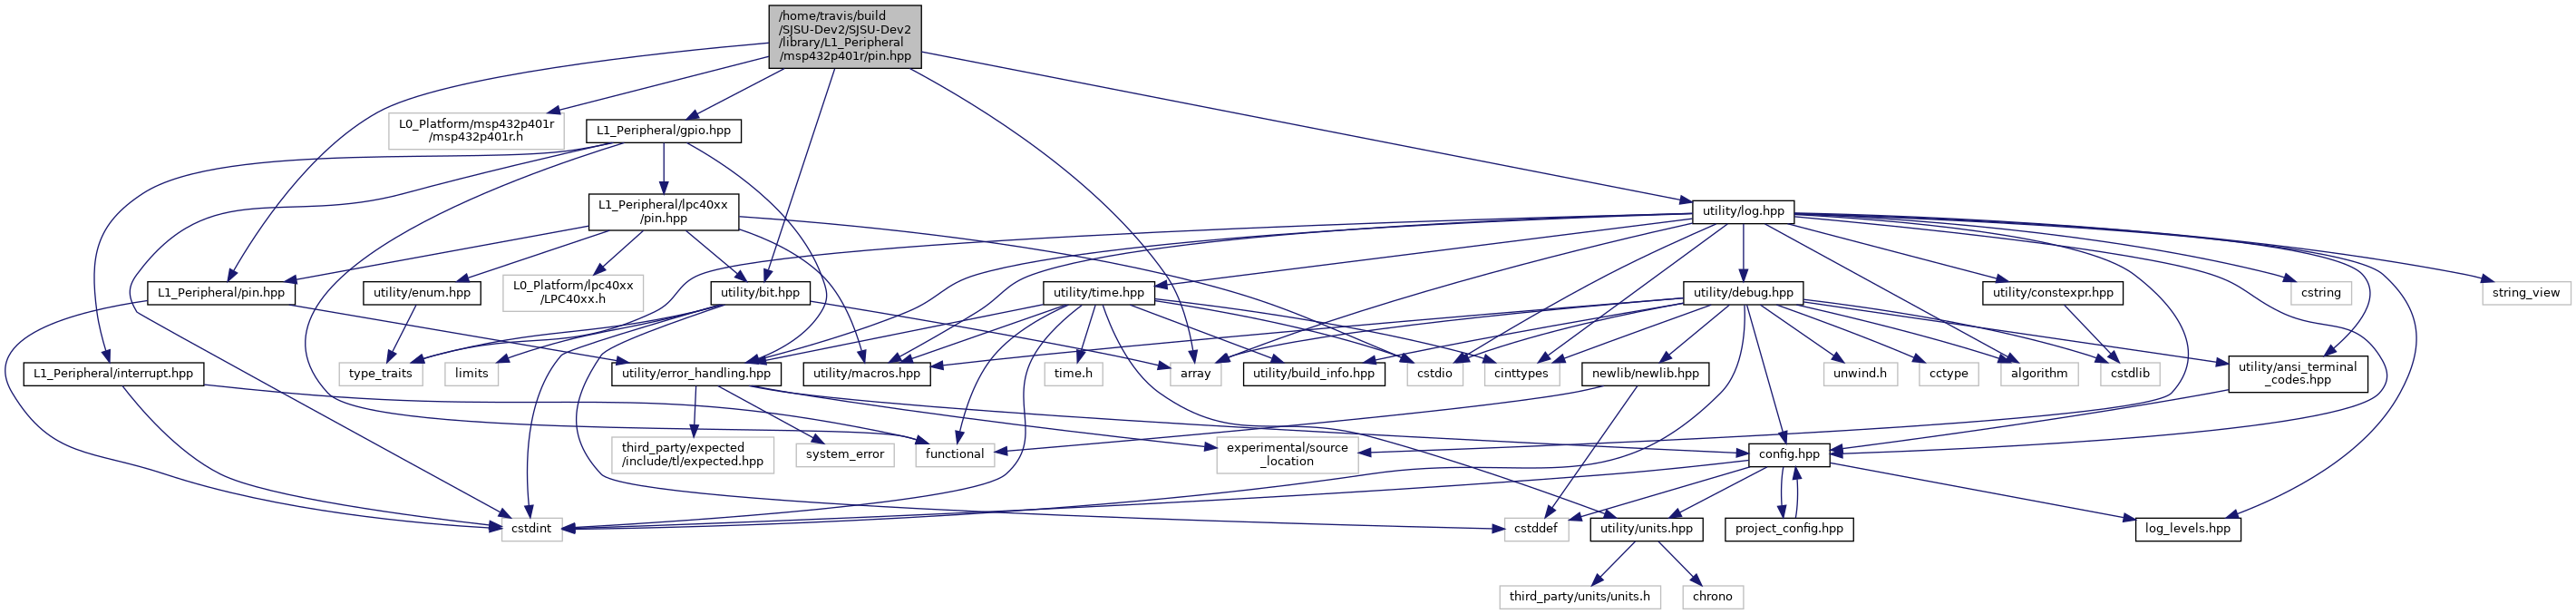 /home/travis/build
/SJSU-Dev2/SJSU-Dev2
/library/L1_Peripheral
/msp432p401r/pin.hpp
L0_Platform/msp432p401r
/msp432p401r.h
L1_Peripheral/gpio.hpp
L1_Peripheral/lpc40xx
/pin.hpp
utility/log.hpp
L1_Peripheral/pin.hpp
utility/enum.hpp
L0_Platform/lpc40xx
/LPC40xx.h
utility/bit.hpp
utility/time.hpp
utility/debug.hpp
utility/constexpr.hpp
cstring
string_view
L1_Peripheral/interrupt.hpp
type_traits
limits
utility/error_handling.hpp
utility/macros.hpp
time.h
array
utility/build_info.hpp
cstdio
cinttypes
newlib/newlib.hpp
unwind.h
cctype
algorithm
cstdlib
utility/ansi_terminal
_codes.hpp
third_party/expected
/include/tl/expected.hpp
system_error
functional
experimental/source
_location
config.hpp
cstdint
cstddef
utility/units.hpp
project_config.hpp
log_levels.hpp
third_party/units/units.h
chrono